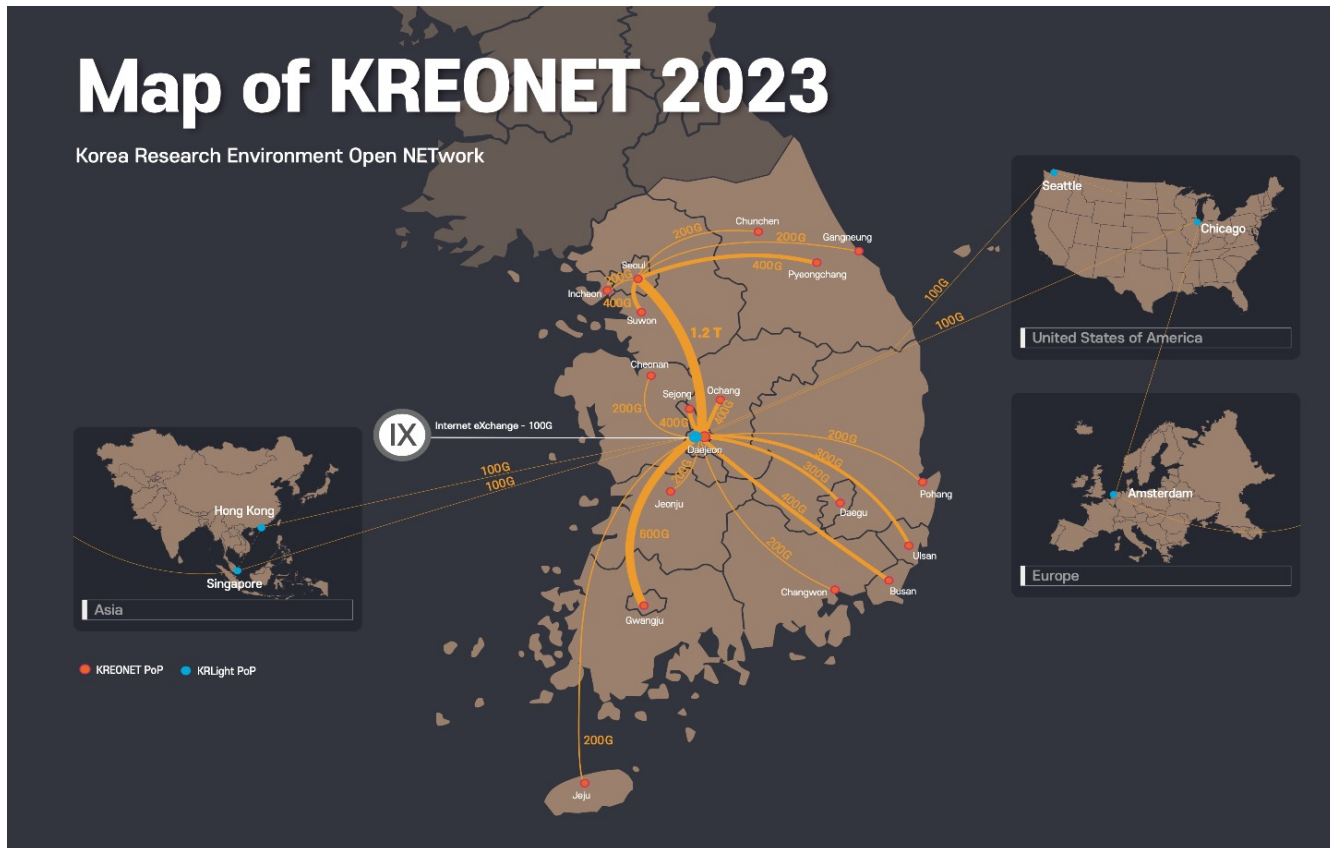 Map of KREONET 2023
Korea Research Environment Open NETwork
Seattle
Chicago
United States of America
Chunchen
200G
200G
Gangneung
400G
Pyeongchang
Seoul
200G
Incheon
400G
Suwon
1.2 T
100G
100G
Cheonan
200G
Sejong
400G
Ochang
400G
IX
Internet eXchange - 100G
Daejeon
200G
300G
300G
400G
200G
Pohang
Daegu
Ulsan
200G
Jeonju
600G
Changwon
Busan
Gwangju
100G
100G
Hong Kong
Singapore
Asia
Amsterdam
Europe
KREONET PoP
KRLight PoP
200G
Jeju